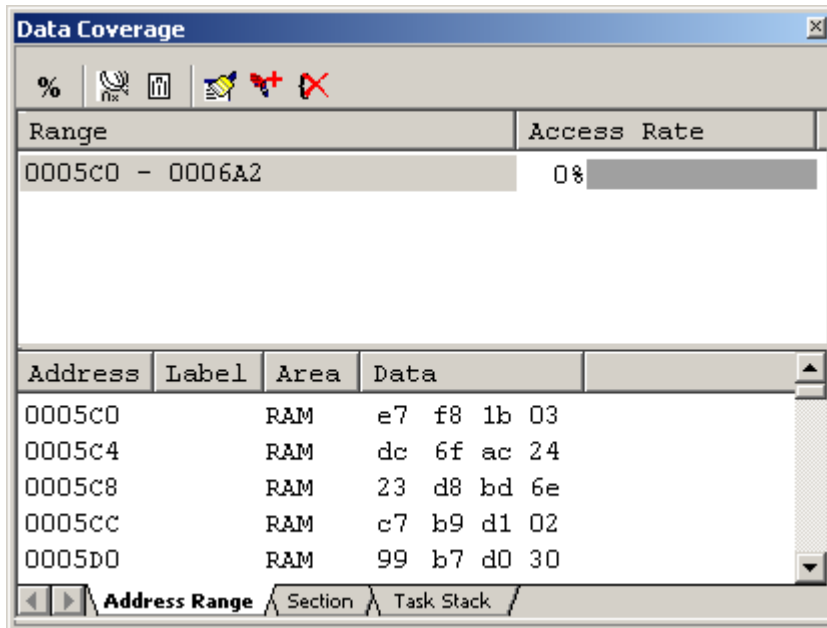 Data Coverage
%
Range Access Rate
0005C0 - 0006A2 0%
Address Label Area Data
0005C0 RAM e7 f8 1b 03
0005C4 RAM dc 6f ac 24
0005C8 RAM 23 d8 bd 6e
0005CC RAM c7 b9 d1 02
0005D0 RAM 99 b7 d0 30
Address Range Section Task Stack